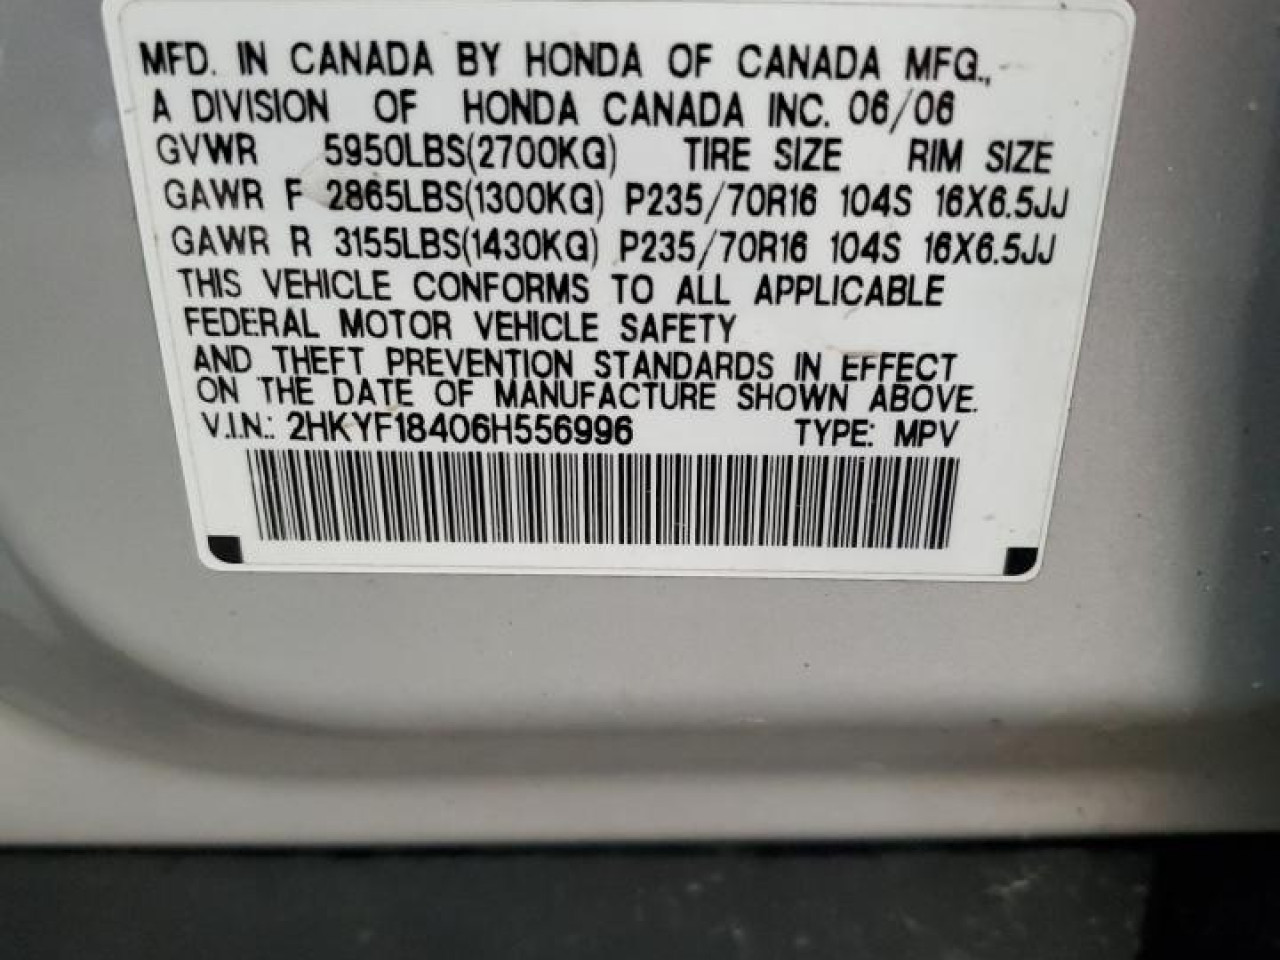 MFD. IN CANADA BY HONDA OF CANADA MFG.,
A DIVISION OF HONDA CANADA INC. 06/06
GVWR 5950LBS(2700KG) TIRE SIZE RIM SIZE
GAWR F 2865LBS(1300KG) P235/70R16 104S 16X6.5JJ
GAWR R 3155LBS(1430KG) P235/70R16 104S 16X6.5JJ
THIS VEHICLE CONFORMS TO ALL APPLICABLE
FEDERAL MOTOR VEHICLE SAFETY
AND THEFT PREVENTION STANDARDS IN EFFECT
ON THE DATE OF MANUFACTURE SHOWN ABOVE.
V.I.N.: 2HKYF18406H556996 TYPE: MPV